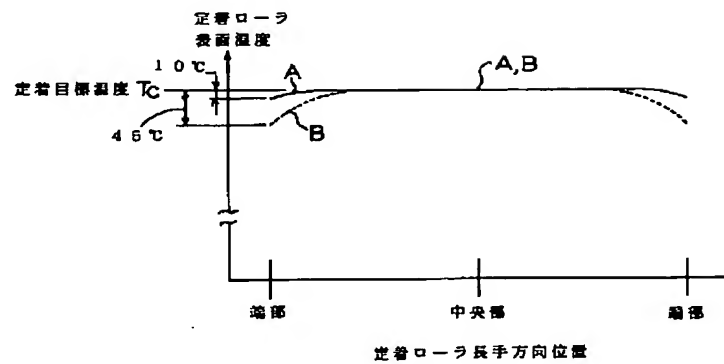 定着ローラ
表面温度
10℃
A
A,B
定着目標温度 Tc
45℃
B
端部
中央部
端部
定着ローラ長手方向位置